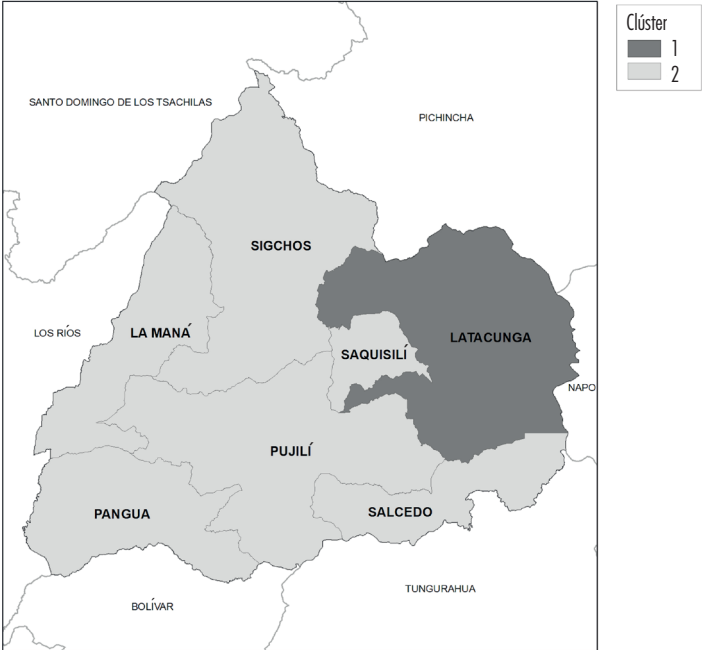 Clúster
1
2
SANTO DOMINGO DE LOS TSACHILAS
PICHINCHA
SIGCHOS
LOS RÍOS
LA MANÁ
LATACUNGA
SAQUISILÍ
NAPO
PUJILÍ
PANGUA
SALCEDO
TUNGURAHUA
BOLÍVAR